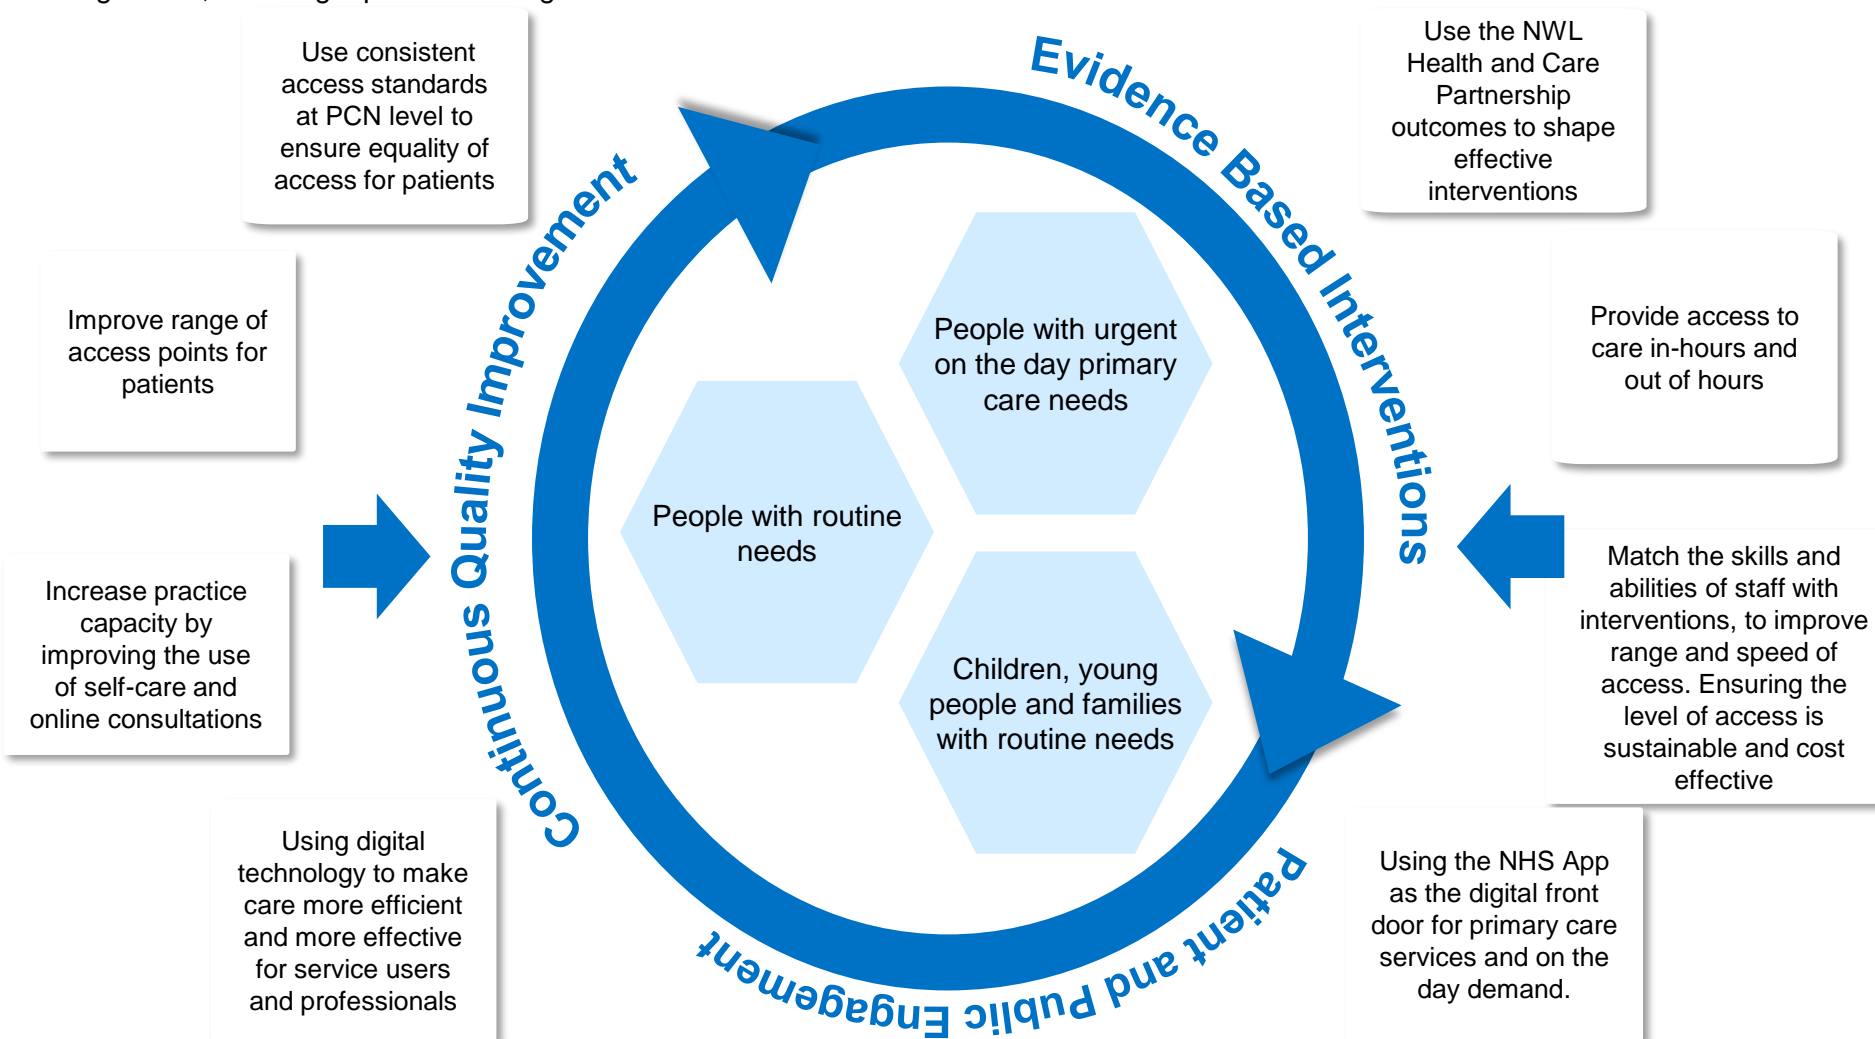 Use consistent
access standards
at PCN level to
ensure equality of
access for patients
Improve range of
access points for
patients
Increase practice
capacity by
improving the use
of self-care and
online consultations
Using digital
technology to make
care more efficient
and more effective
for service users
and professionals
Continuous Quality Improvement
Evidence Based Interventions
Patient and Public Engagement
People with urgent
on the day primary
care needs
People with routine
needs
Children, young
people and families
with routine needs
Use the NWL
Health and Care
Partnership
outcomes to shape
effective
interventions
Provide access to
care in-hours and
out of hours
Match the skills and
abilities of staff with
interventions, to improve
range and speed of
access. Ensuring the
level of access is
sustainable and cost
effective
Using the NHS App
as the digital front
door for primary care
services and on the
day demand.